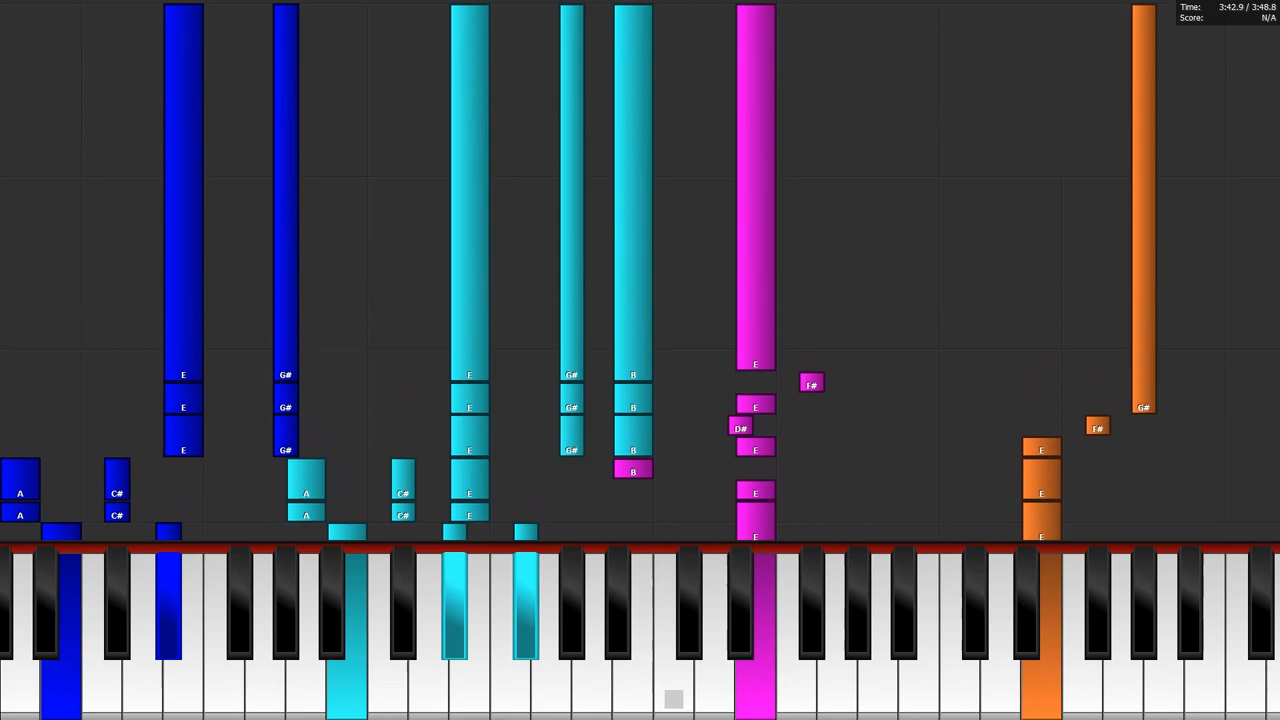 Time: 3:42.9 / 3:48.8
Score: N/A
E G# E G# B E
F#
E G# E G# B E G#
D# F#
E G# E G# B E E
B
A C# A C# E E E
A C# A C# E
E E